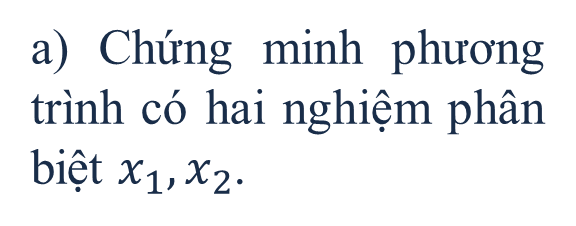 a) Chứng minh phương
trình có hai nghiệm phân
biệt x₁, x₂.